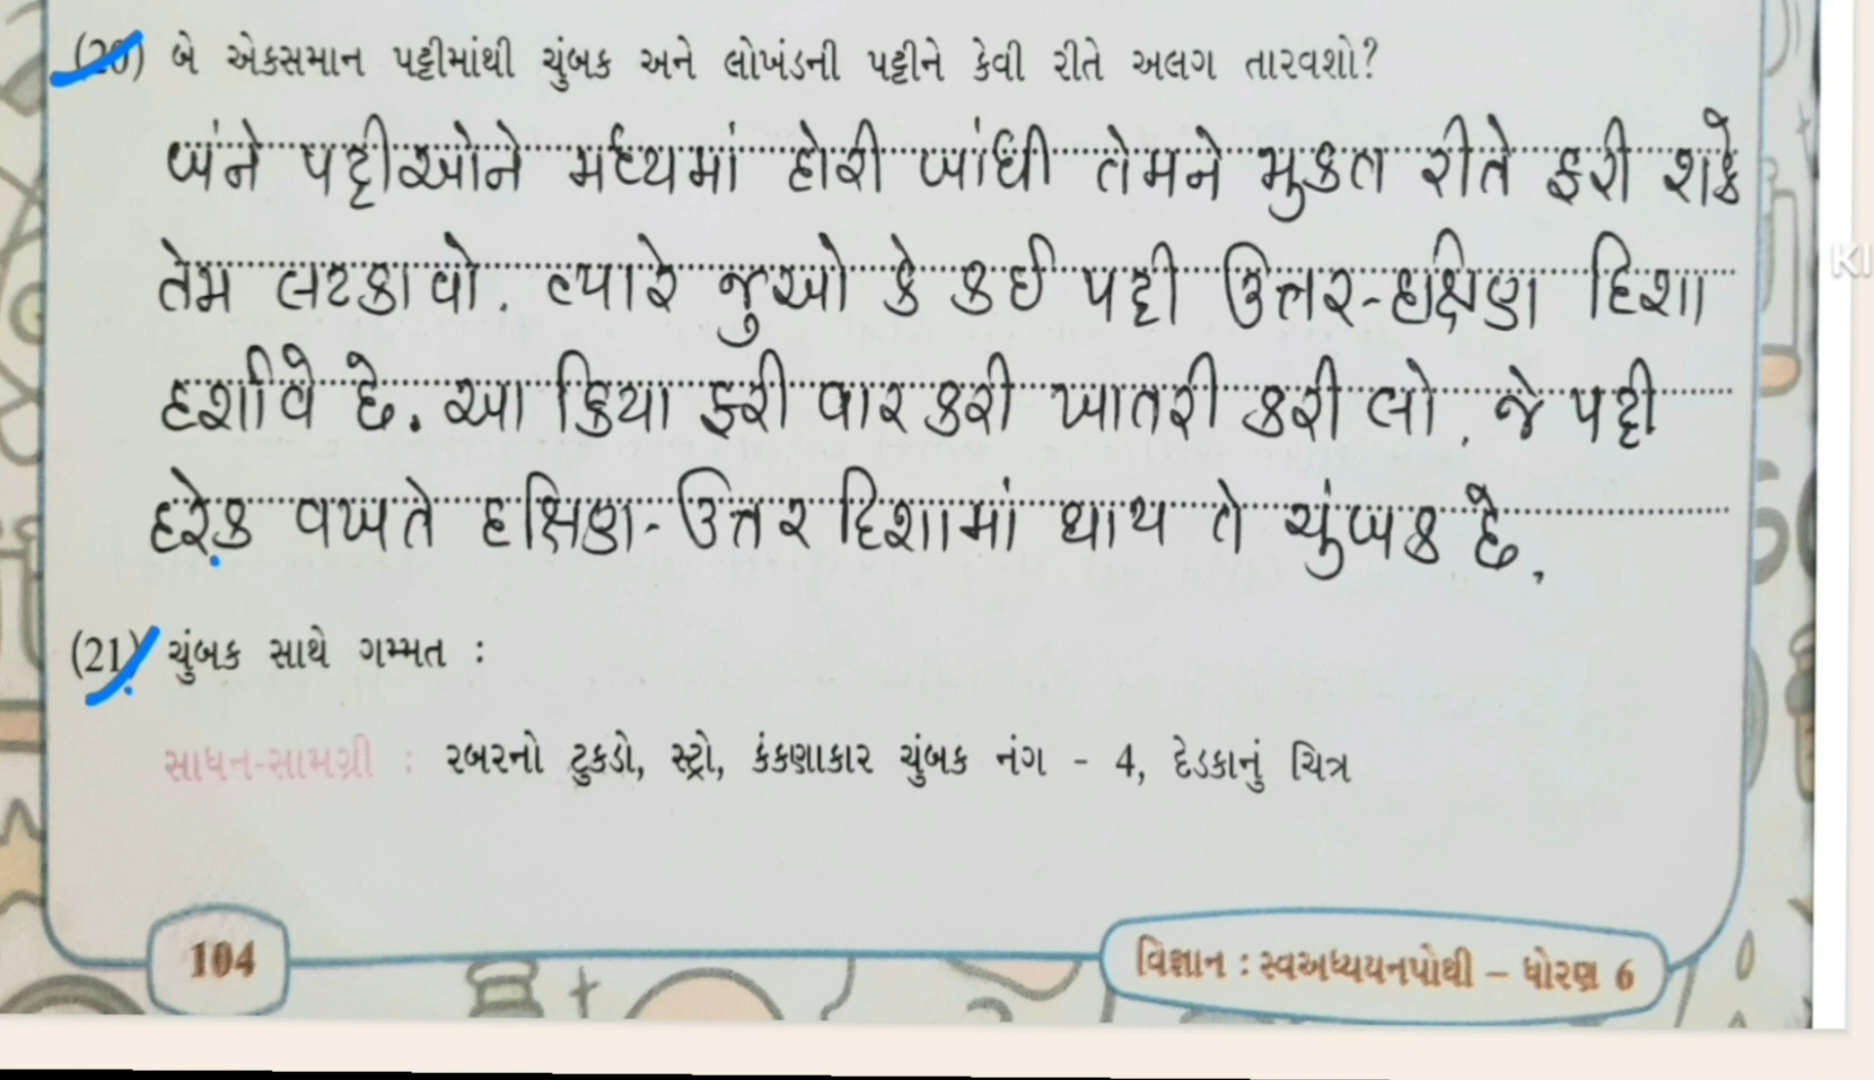 (20) બે એકસમાન પટ્ટીમાંથી ચુંબક અને લોખંડની પટ્ટીને કેવી રીતે અલગ તારવશો?
બંને પટ્ટીઓને મધ્યમાં દોરી બાંધી તેમને મુકત રીતે ફરી શકે
તેમ લટકાવો. ત્યારે જુઓ કે કઈ પટ્ટી ઉત્તર-દક્ષિણ દિશા
દર્શાવે છે. આ ક્રિયા ફરી વાર કરી ખાતરી કરી લો. જે પટ્ટી
દરેક વખતે દક્ષિણ-ઉત્તર દિશામાં થાય તે ચુંબક છે.
(21) ચુંબક સાથે ગમ્મત :
સાધન-સામગ્રી : રબરનો ટુકડો, સ્ટ્રો, કંકણાકાર ચુંબક નંગ - 4, દેડકાનું ચિત્ર
104
વિજ્ઞાન : સ્વઅધ્યયનપોથી – ધોરણ 6